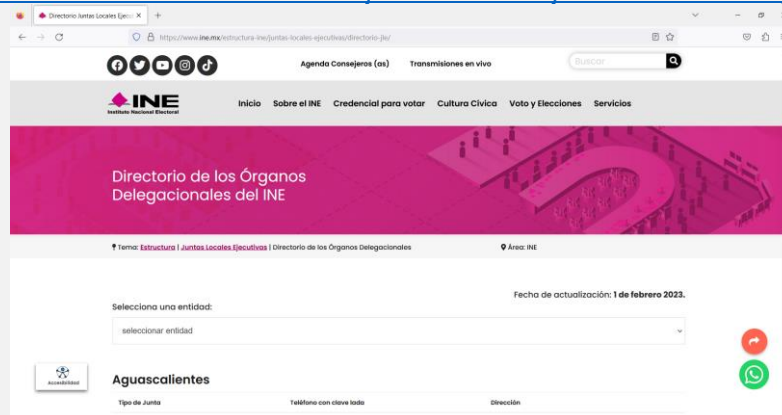 Directorio Juntas Locales Ejecu
https://www.ine.mx/estructura-ine/juntas-locales-ejecutivas/directorio-jle/
Agenda Consejeros (as) Transmisiones en vivo Buscar
INE
Instituto Nacional Electoral
Inicio Sobre el INE Credencial para votar Cultura Cívica Voto y Elecciones Servicios
Directorio de los Órganos
Delegacionales del INE
Tema: Estructura | Juntas Locales Ejecutivas | Directorio de los Órganos Delegacionales Área: INE
Fecha de actualización: 1 de febrero 2023.
Selecciona una entidad:
seleccionar entidad
Accesibilidad
Aguascalientes
Tipo de Junta Teléfono con clave lada Dirección